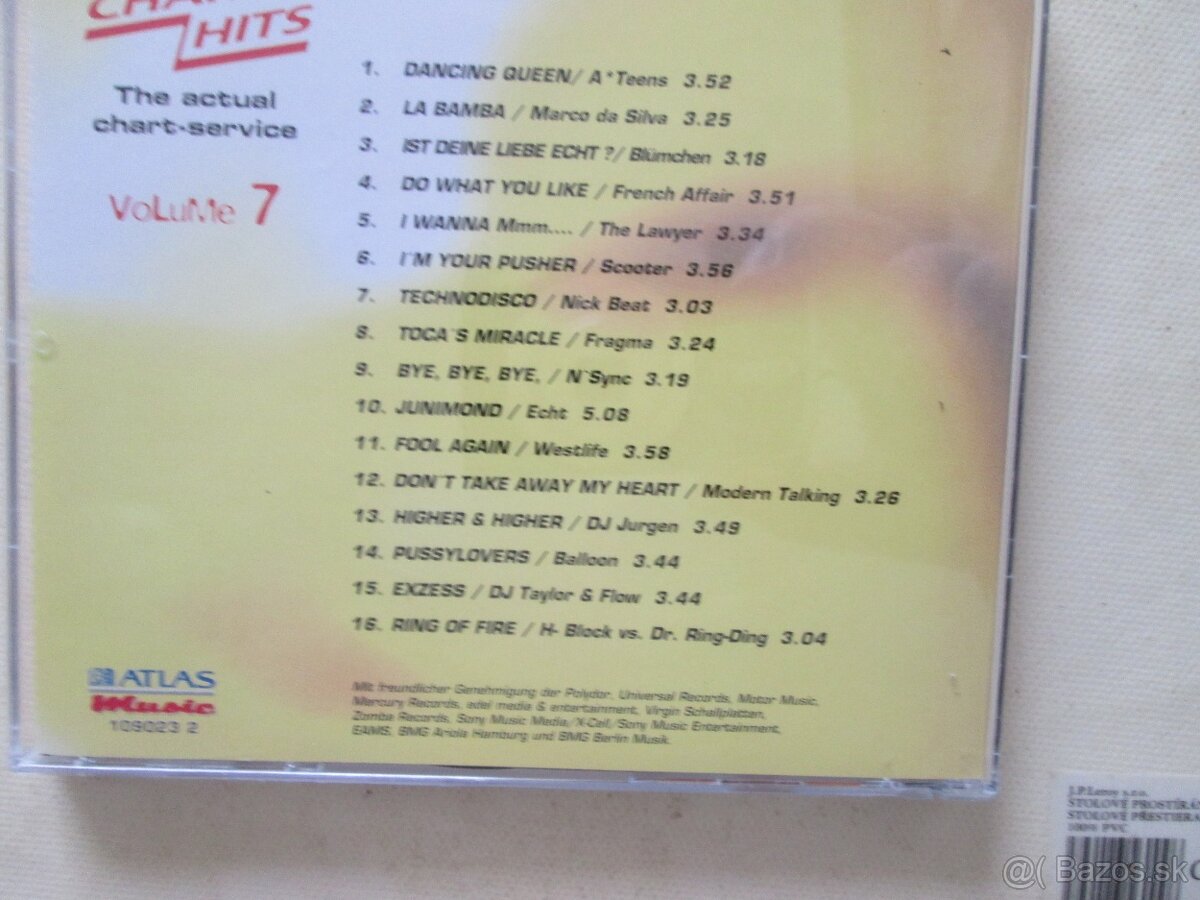 HITS
The actual
chart-service
VoLuMe 7
1. DANCING QUEEN/ A*Teens 3.52
2. LA BAMBA / Marco da Silva 3.25
3. IST DEINE LIEBE ECHT ?/ Blümchen 3.18
4. DO WHAT YOU LIKE / French Affair 3.51
5. I WANNA Mmm.... / The Lawyer 3.34
6. I´M YOUR PUSHER / Scooter 3.56
7. TECHNODISCO / Nick Beat 3.03
8. TOCA´S MIRACLE / Fragma 3.24
9. BYE, BYE, BYE, / N´Sync 3.19
10. JUNIMOND / Echt 5.08
11. FOOL AGAIN / Westlife 3.58
12. DON´T TAKE AWAY MY HEART / Modern Talking 3.26
13. HIGHER & HIGHER / DJ Jurgen 3.49
14. PUSSYLOVERS / Balloon 3.44
15. EXZESS / DJ Taylor & Flow 3.44
16. RING OF FIRE / H- Block vs. Dr. Ring-Ding 3.04
ATLAS
Music
109023 2
Mit freundlicher Genehmigung der Polydor, Universal Records, Motor Music,
Mercury Records, edel media & entertainment, Virgin Schallplatten,
Zomba Records, Sony Music Media/X-Cell/Sony Music Entertainment,
EAMS, BMG Ariola Hamburg und BMG Berlin Musik.
J.P.Leroy s.r.o.
STOLOVÉ PROSTÍRÁN
STOLOVÉ PŘESTIERA
100% PVC
@( Bazos.sk